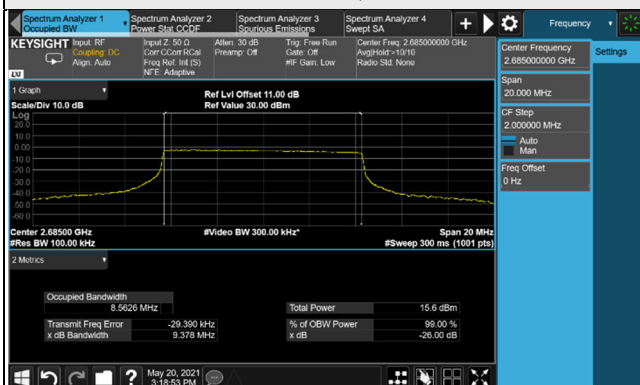 Spectrum Analyzer 1
Occupied BW
Spectrum Analyzer 2
Power Stat CCDF
Spectrum Analyzer 3
Spurious Emissions
Spectrum Analyzer 4
Swept SA
+
Frequency
KEYSIGHT
Input: RF
Coupling: DC
Align: Auto
Input Z: 50 Ω
Corr CCorr RCal
Freq Ref: Int (S)
NFE: Adaptive
Atten: 30 dB
Preamp: Off
Trig: Free Run
Gate: Off
#IF Gain: Low
Center Freq: 2.685000000 GHz
Avg|Hold:>10/10
Radio Std: None
LXI
Center Frequency
2.685000000 GHz
Settings
Span
20.000 MHz
CF Step
2.000000 MHz
Auto
Man
Freq Offset
0 Hz
1 Graph
Scale/Div 10.0 dB
Ref Lvl Offset 11.00 dB
Ref Value 30.00 dBm
Log
20.0
10.0
0.00
-10.0
-20.0
-30.0
-40.0
-50.0
-60.0
Center 2.68500 GHz
#Res BW 100.00 kHz
#Video BW 300.00 kHz*
Span 20 MHz
#Sweep 300 ms (1001 pts)
2 Metrics
Occupied Bandwidth
8.5626 MHz
Total Power 15.6 dBm
Transmit Freq Error -29.390 kHz
% of OBW Power 99.00 %
x dB Bandwidth 9.378 MHz
x dB -26.00 dB
?
May 20, 2021
3:18:53 PM